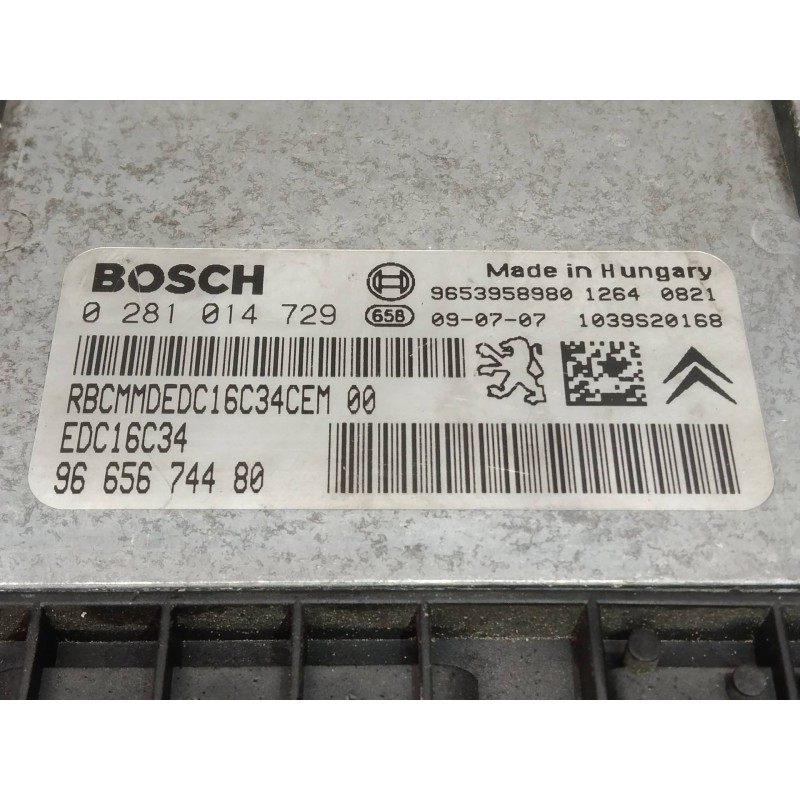 BOSCH
Made in Hungary
9653958980 1264 0821
0 281 014 729
658
09-07-07 1039S20168
RBCMMDEDC16C34CEM 00
EDC16C34
96 656 744 80